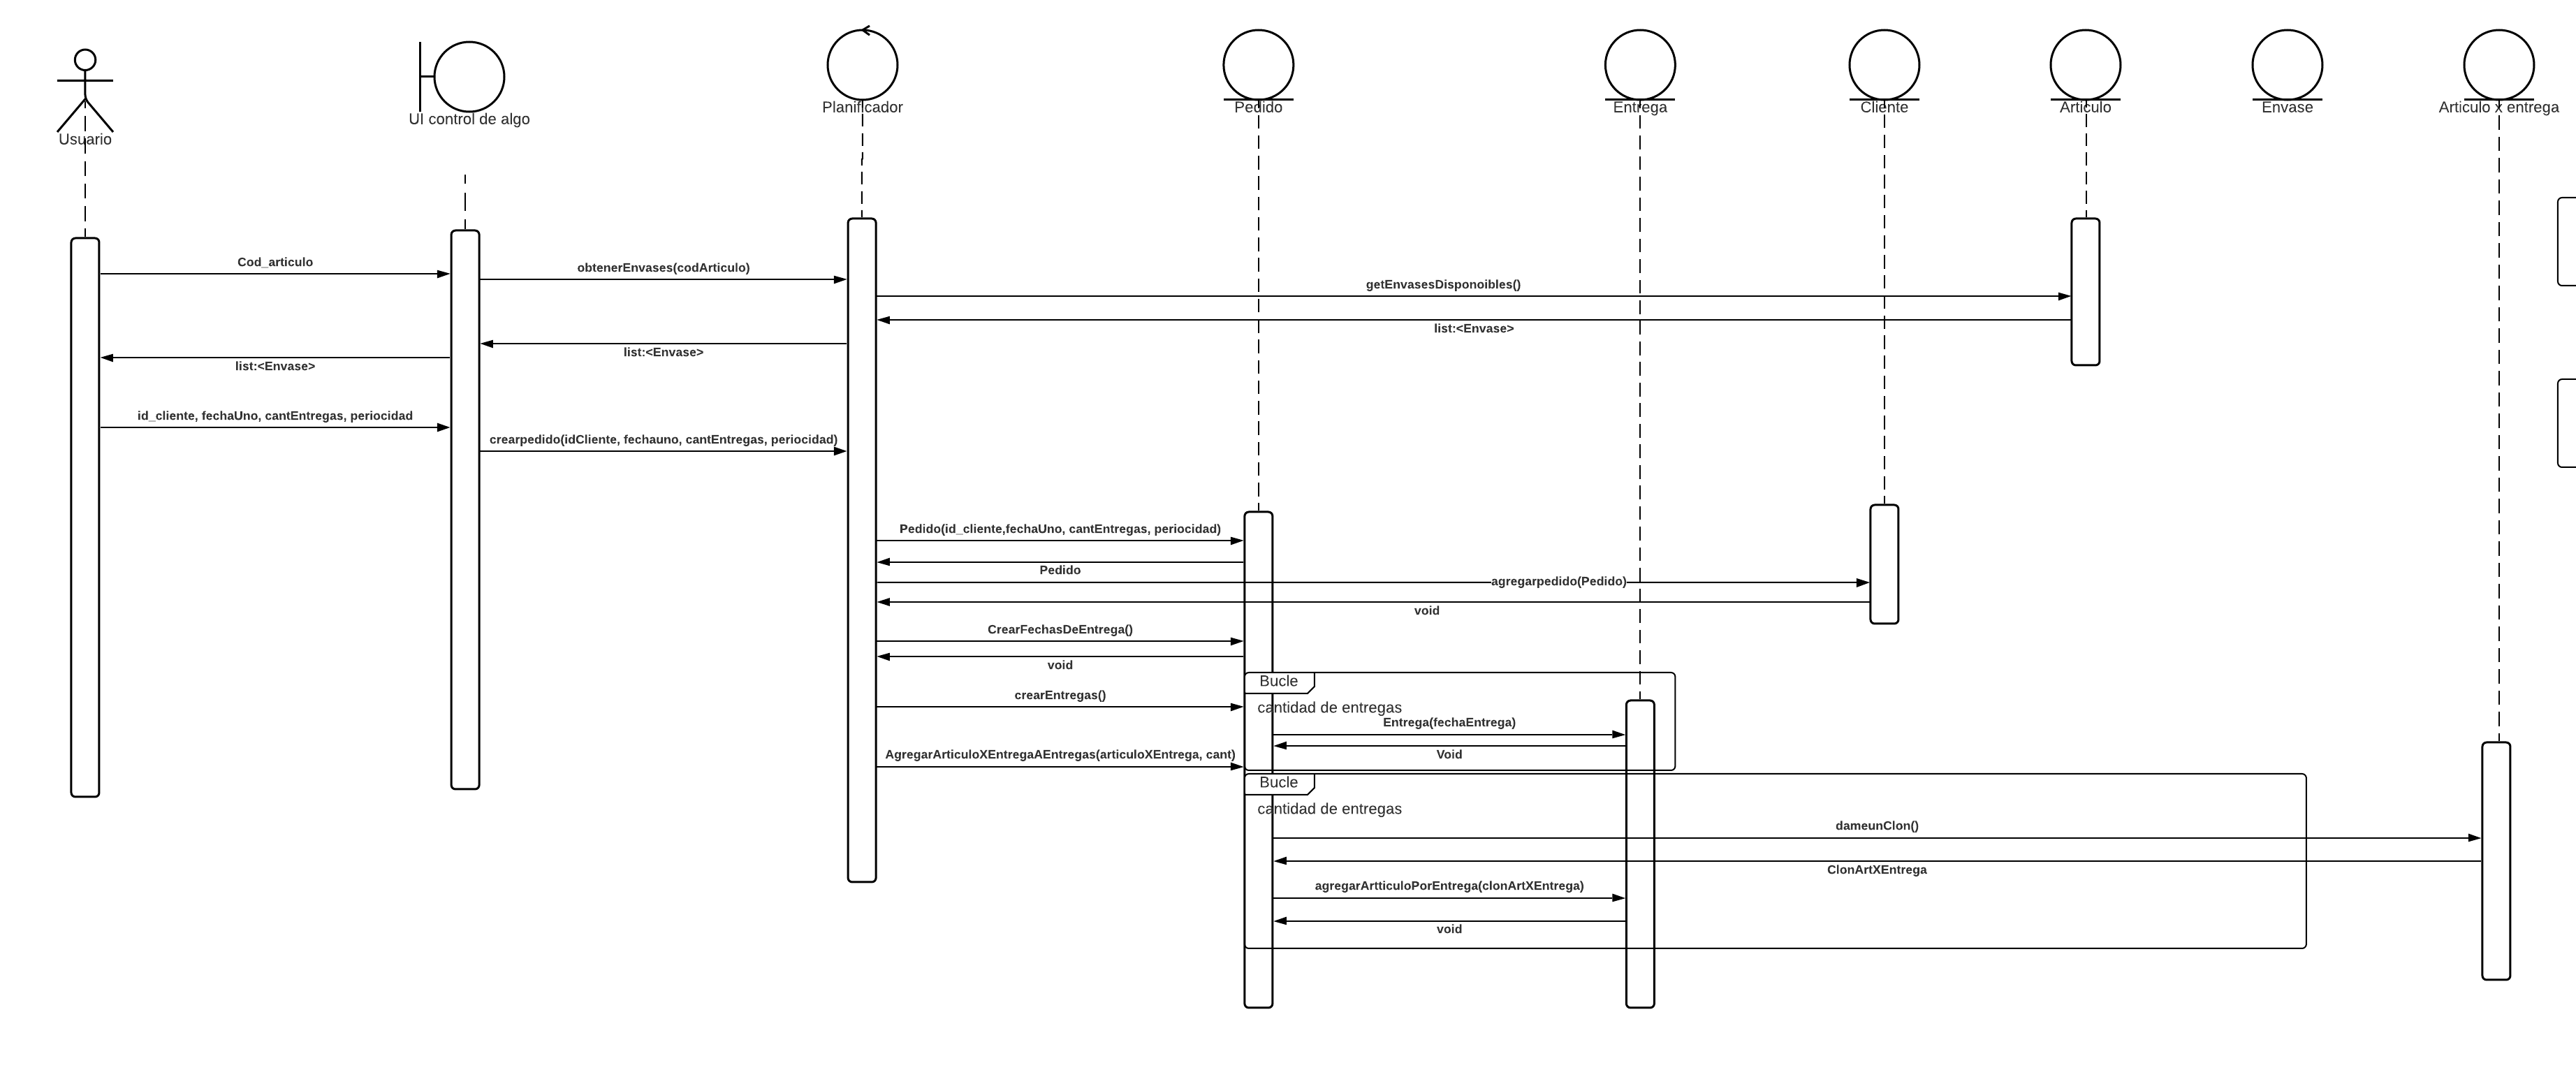 Usuario
UI control de algo
Planificador
Pedido
Entrega
Cliente
Articulo
Envase
Articulo x entrega
Cod_articulo
obtenerEnvases(codArticulo)
getEnvasesDisponoibles()
list:<Envase>
list:<Envase>
list:<Envase>
id_cliente, fechaUno, cantEntregas, periocidad
crearpedido(idCliente, fechauno, cantEntregas, periocidad)
Pedido(id_cliente,fechaUno, cantEntregas, periocidad)
Pedido
agregarpedido(Pedido)
void
CrearFechasDeEntrega()
void
Bucle
crearEntregas()
cantidad de entregas
Entrega(fechaEntrega)
Void
AgregarArticuloXEntregaAEntregas(articuloXEntrega, cant)
Bucle
cantidad de entregas
dameunClon()
ClonArtXEntrega
agregarArtticuloPorEntrega(clonArtXEntrega)
void